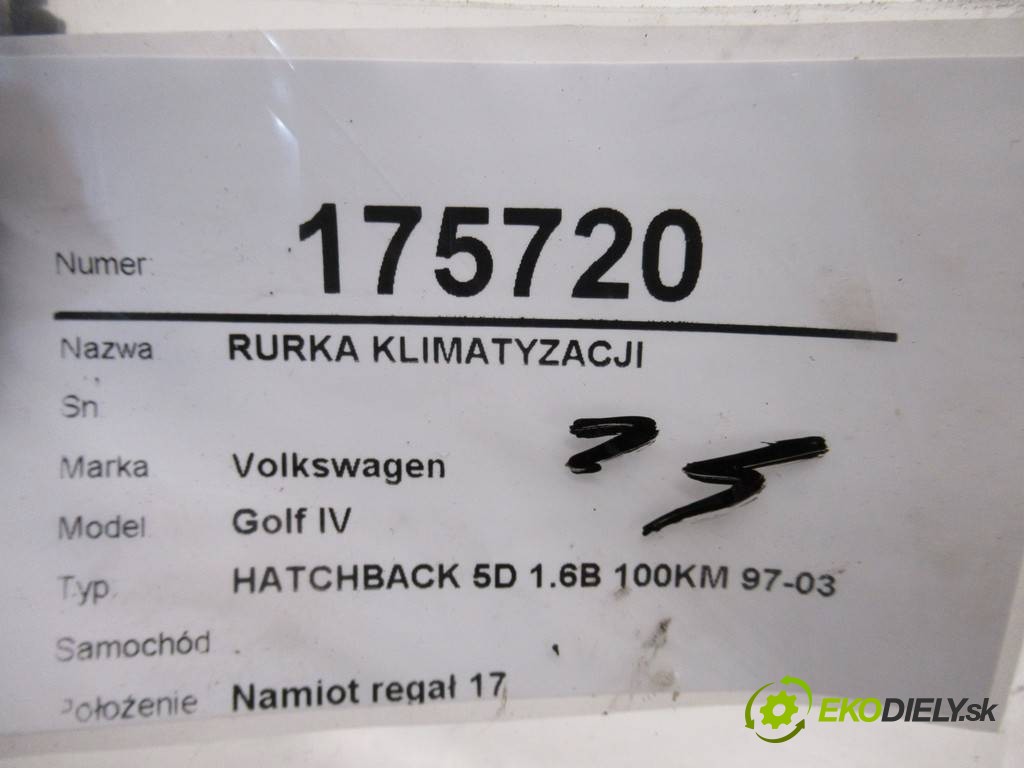 Numer: 175720
Nazwa RURKA KLIMATYZACJI
Sn
Marka Volkswagen
Model Golf IV
Typ. HATCHBACK 5D 1.6B 100KM 97-03
Samochód .
Położenie Namiot regał 17
EKODIELY.sk